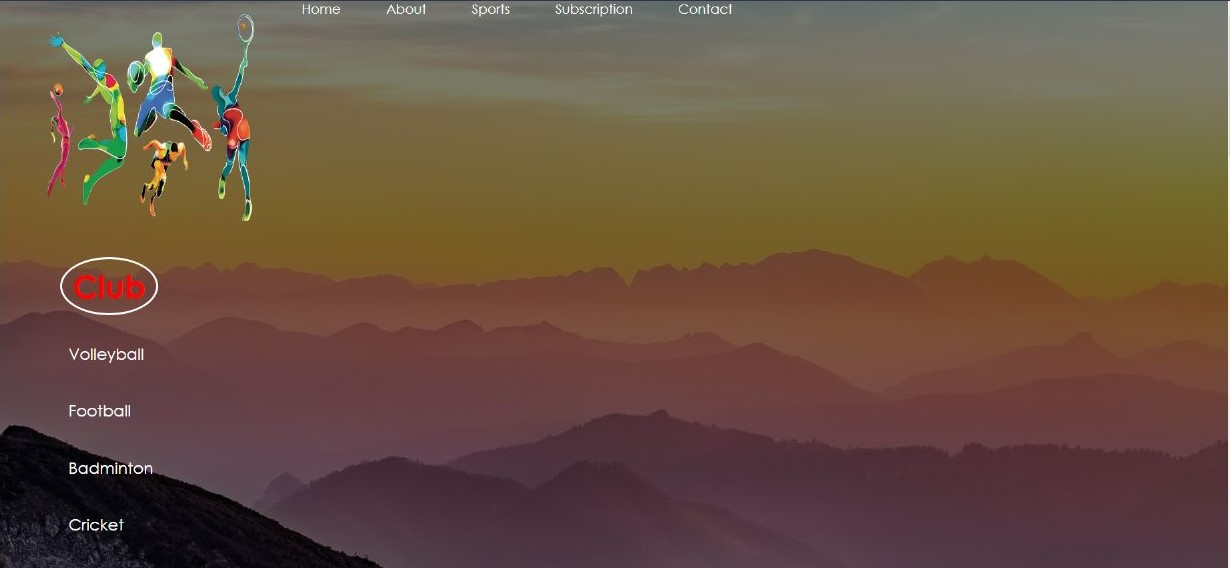 Home About Sports Subscription Contact
Club
Volleyball
Football
Badminton
Cricket